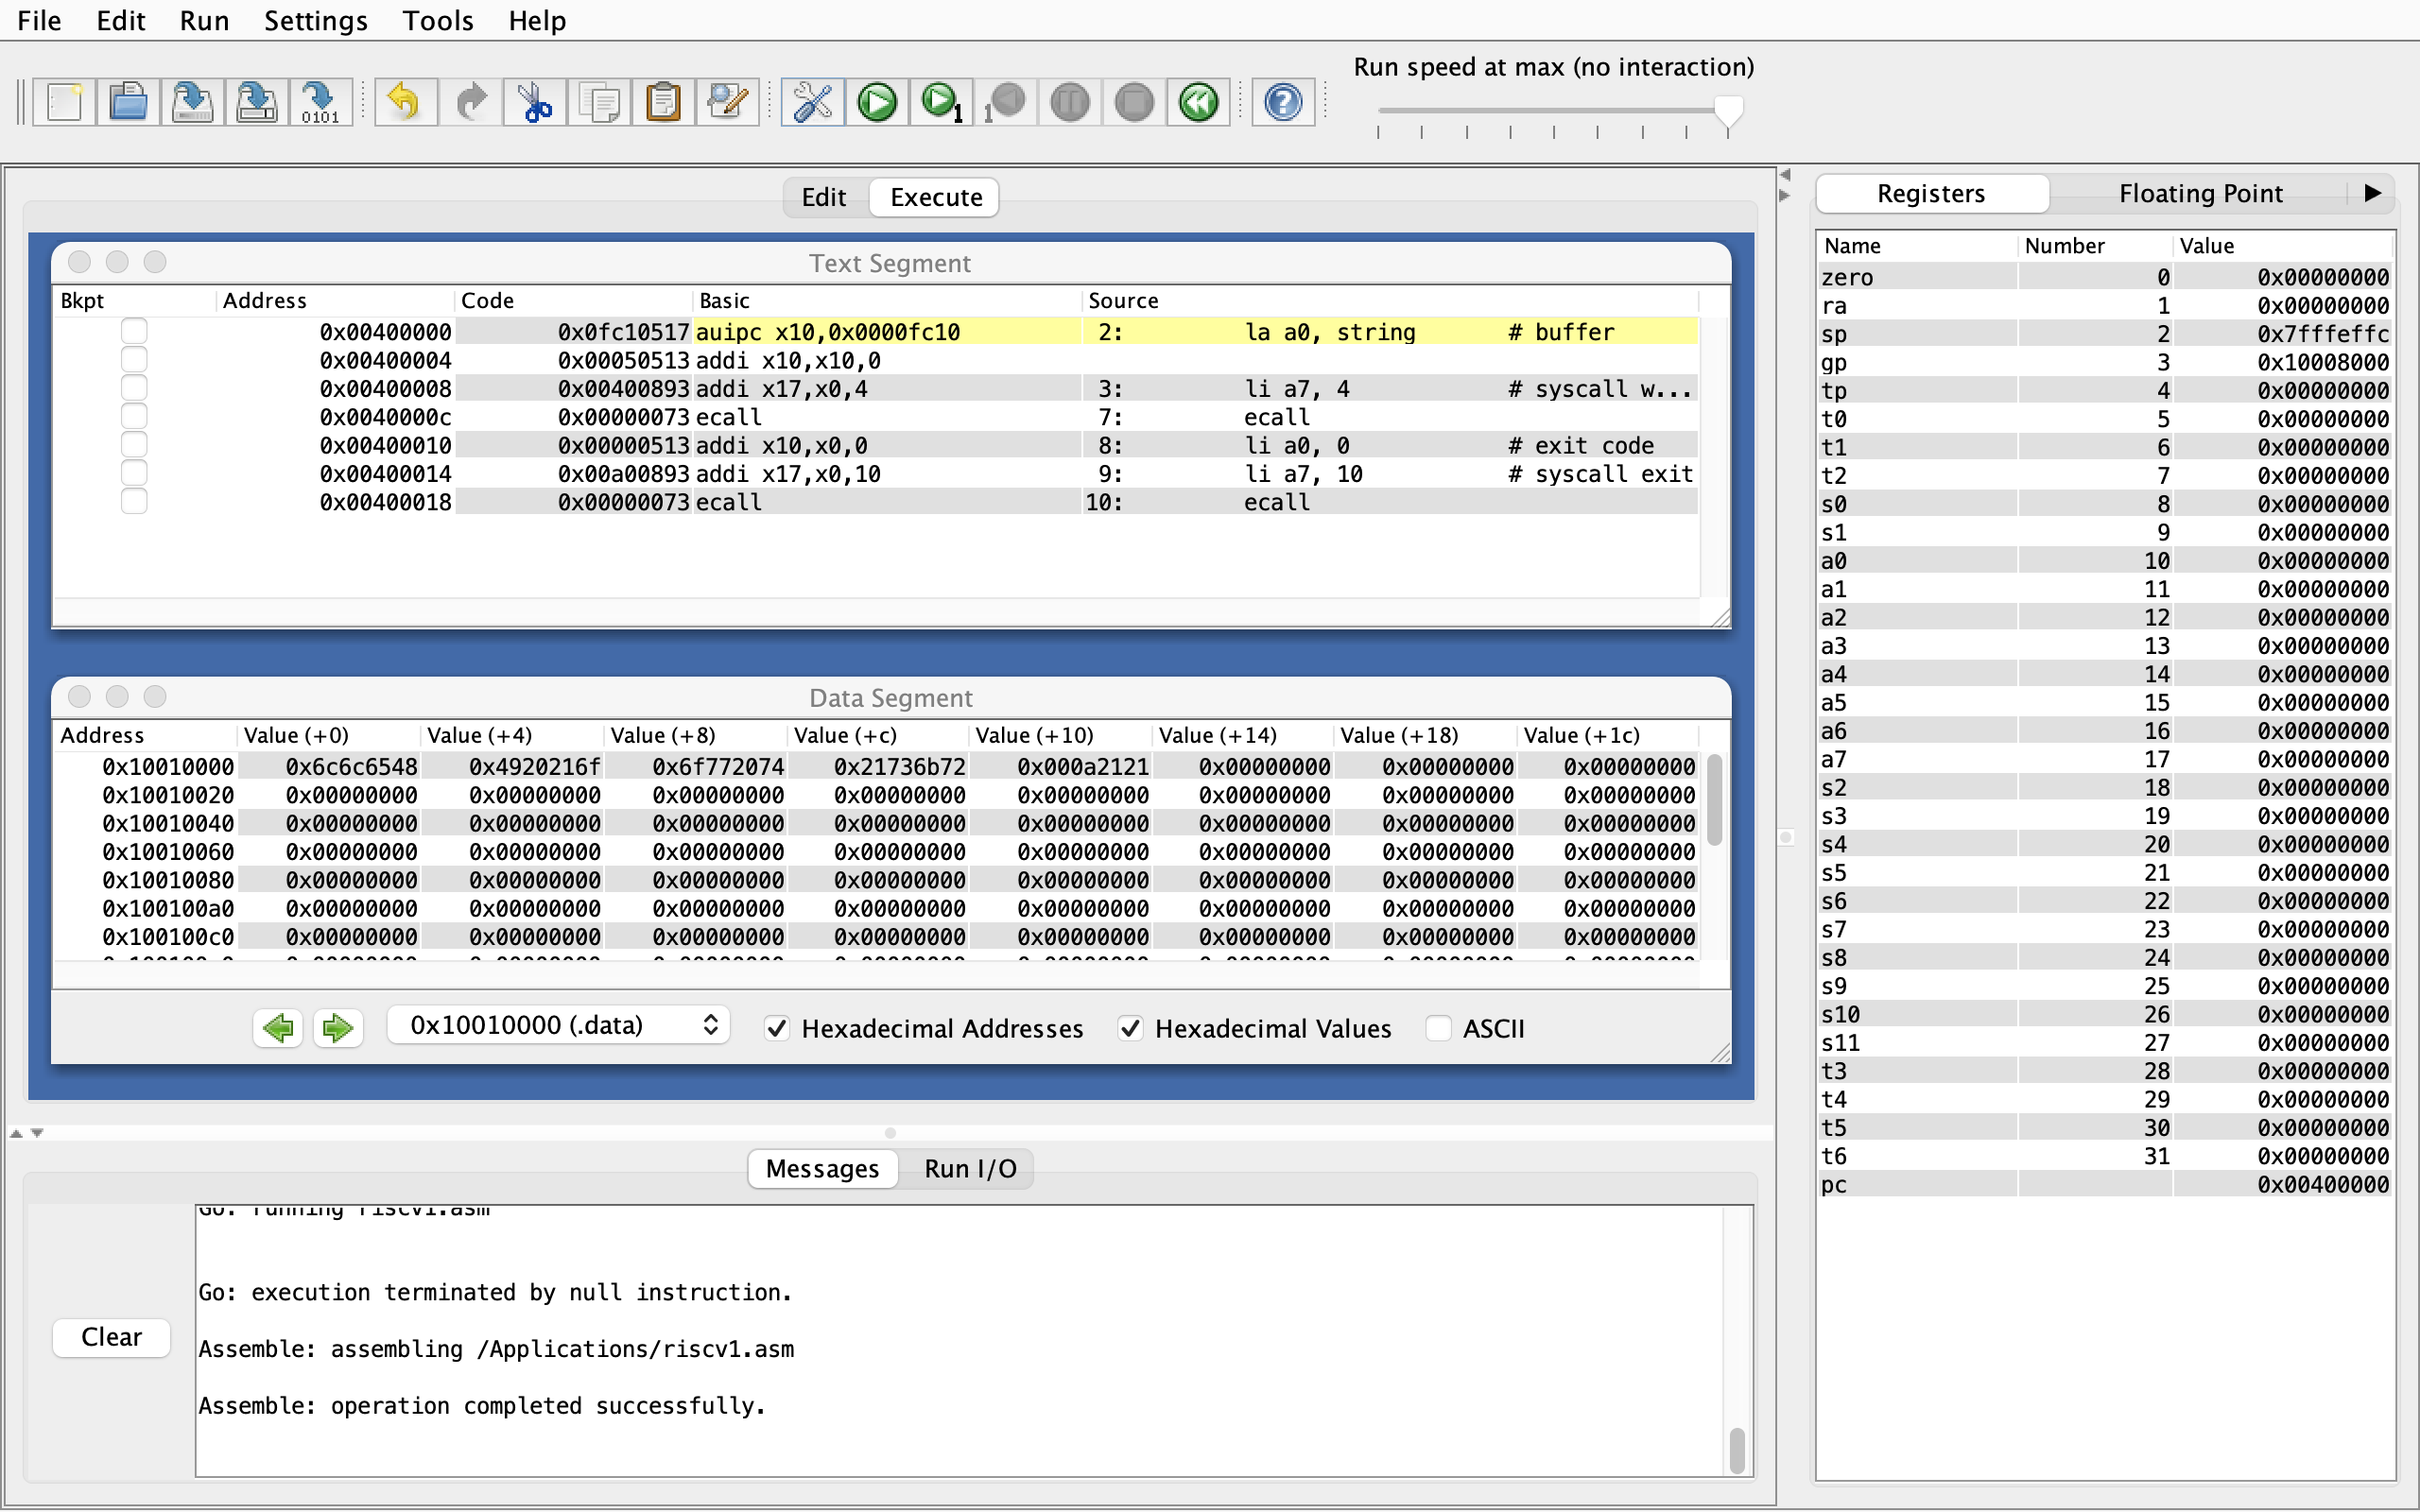 File Edit Run Settings Tools Help
Run speed at max (no interaction)
0101
1
1
Edit Execute
Text Segment
Bkpt Address Code Basic Source
0x00400000 0x0fc10517 auipc x10,0x0000fc10 2: la a0, string # buffer
0x00400004 0x00050513 addi x10,x10,0
0x00400008 0x00400893 addi x17,x0,4 3: li a7, 4 # syscall w...
0x0040000c 0x00000073 ecall 7: ecall
0x00400010 0x00000513 addi x10,x0,0 8: li a0, 0 # exit code
0x00400014 0x00a00893 addi x17,x0,10 9: li a7, 10 # syscall exit
0x00400018 0x00000073 ecall 10: ecall
Data Segment
Address Value (+0) Value (+4) Value (+8) Value (+c) Value (+10) Value (+14) Value (+18) Value (+1c)
0x10010000 0x6c6c6548 0x4920216f 0x6f772074 0x21736b72 0x000a2121 0x00000000 0x00000000 0x00000000
0x10010020 0x00000000 0x00000000 0x00000000 0x00000000 0x00000000 0x00000000 0x00000000 0x00000000
0x10010040 0x00000000 0x00000000 0x00000000 0x00000000 0x00000000 0x00000000 0x00000000 0x00000000
0x10010060 0x00000000 0x00000000 0x00000000 0x00000000 0x00000000 0x00000000 0x00000000 0x00000000
0x10010080 0x00000000 0x00000000 0x00000000 0x00000000 0x00000000 0x00000000 0x00000000 0x00000000
0x100100a0 0x00000000 0x00000000 0x00000000 0x00000000 0x00000000 0x00000000 0x00000000 0x00000000
0x100100c0 0x00000000 0x00000000 0x00000000 0x00000000 0x00000000 0x00000000 0x00000000 0x00000000
0x10010000 (.data) Hexadecimal Addresses Hexadecimal Values ASCII
Messages Run I/O
Go: running riscv1.asm
Go: execution terminated by null instruction.
Assemble: assembling /Applications/riscv1.asm
Assemble: operation completed successfully.
Clear
Registers Floating Point
Name Number Value
zero 0 0x00000000
ra 1 0x00000000
sp 2 0x7fffeffc
gp 3 0x10008000
tp 4 0x00000000
t0 5 0x00000000
t1 6 0x00000000
t2 7 0x00000000
s0 8 0x00000000
s1 9 0x00000000
a0 10 0x00000000
a1 11 0x00000000
a2 12 0x00000000
a3 13 0x00000000
a4 14 0x00000000
a5 15 0x00000000
a6 16 0x00000000
a7 17 0x00000000
s2 18 0x00000000
s3 19 0x00000000
s4 20 0x00000000
s5 21 0x00000000
s6 22 0x00000000
s7 23 0x00000000
s8 24 0x00000000
s9 25 0x00000000
s10 26 0x00000000
s11 27 0x00000000
t3 28 0x00000000
t4 29 0x00000000
t5 30 0x00000000
t6 31 0x00000000
pc 0x00400000